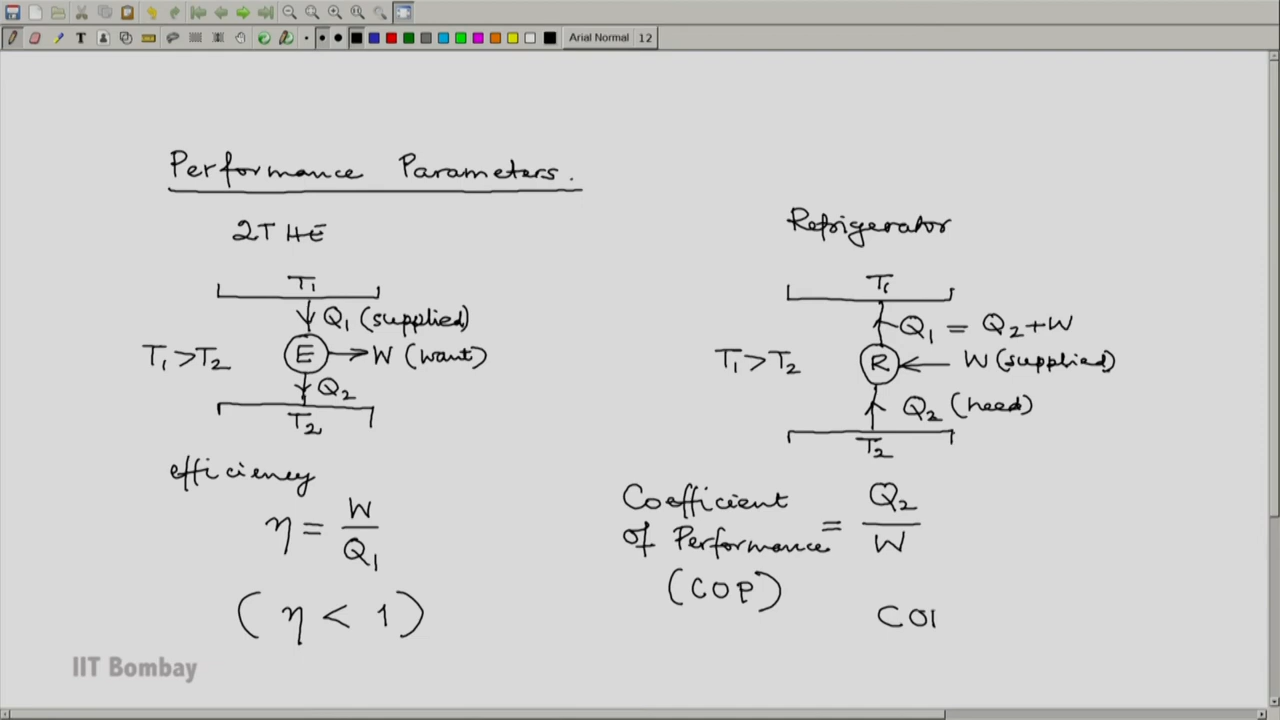 Arial Normal 12
Performance Parameters.
2T HE
T1
Q1 (supplied)
T1 > T2
E
W (want)
Q2
T2
efficiency
η = W / Q1
( η < 1 )
Refrigerator
T1
Q1 = Q2 + W
T1 > T2
R
W (supplied)
Q2 (need)
T2
Coefficient
of Performance = Q2 / W
(COP)
COI
IIT Bombay